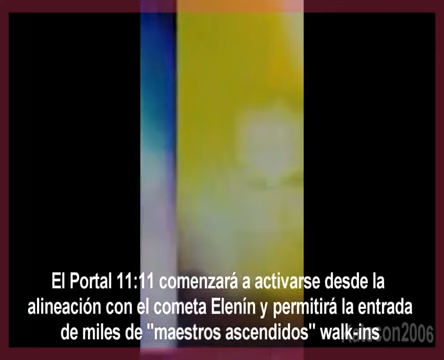 El Portal 11:11 comenzará a activarse desde la
alineación con el cometa Elenín y permitirá la entrada
de miles de "maestros ascendidos" walk-ins